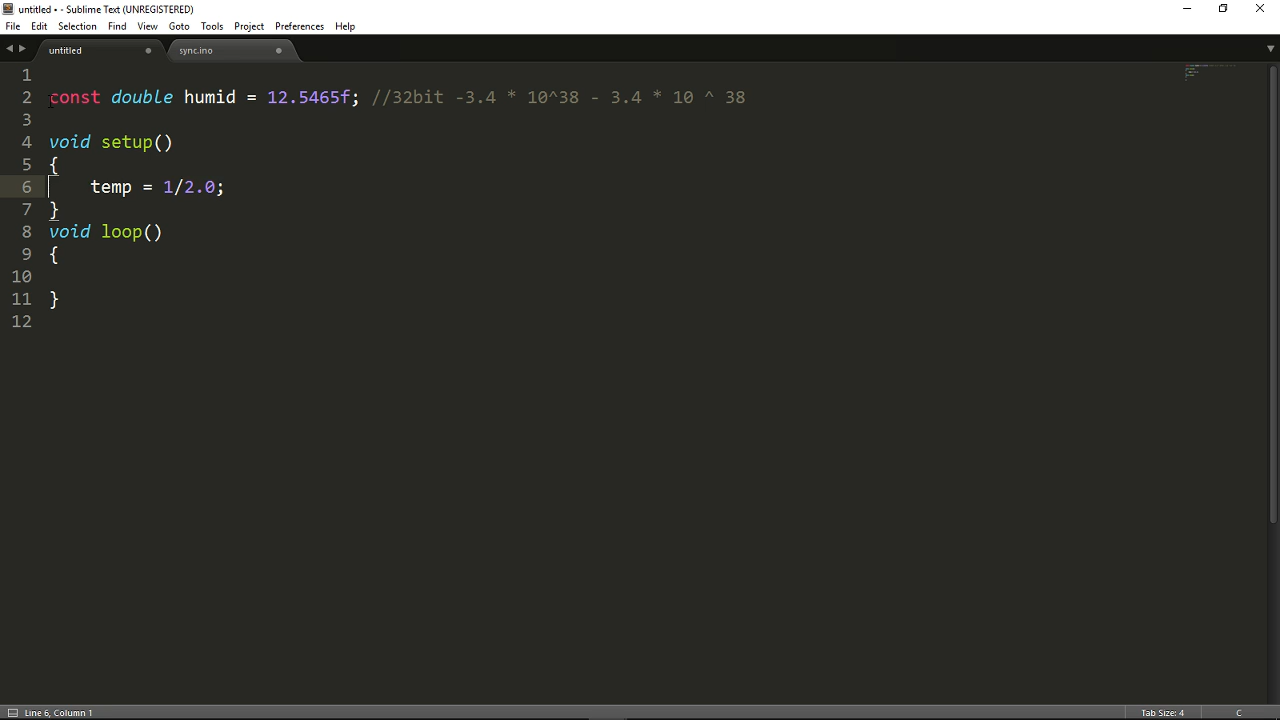 untitled • - Sublime Text (UNREGISTERED)
File Edit Selection Find View Goto Tools Project Preferences Help
untitled sync.ino
1
2 const double humid = 12.5465f; //32bit -3.4 * 10^38 - 3.4 * 10 ^ 38
3
4 void setup()
5 {
6 temp = 1/2.0;
7 }
8 void loop()
9 {
10
11 }
12
Line 6, Column 1 Tab Size: 4 C